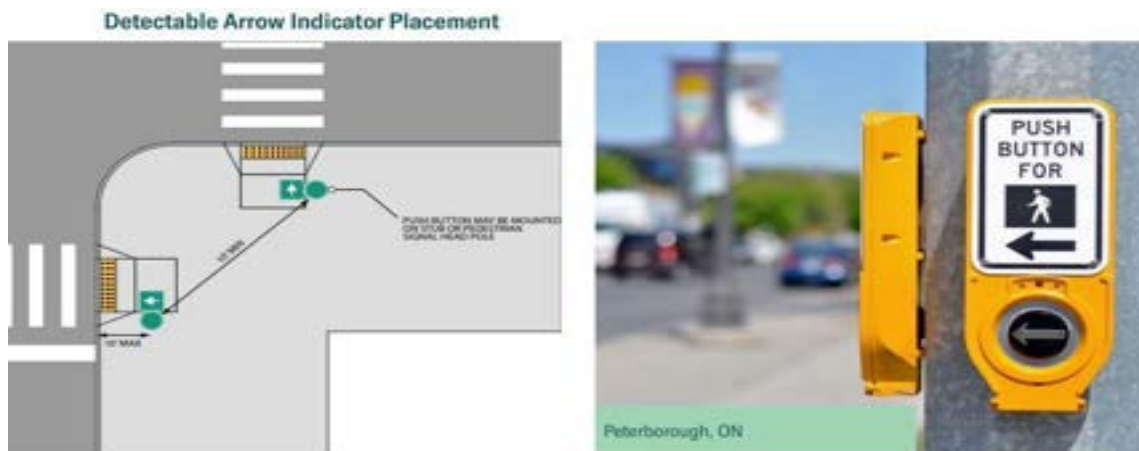 Detectable Arrow Indicator Placement
PUSH BUTTON MAY BE MOUNTED
ON STUB OR PEDESTRIAN
SIGNAL HEAD POLE
10' MIN
10' MAX
PUSH
BUTTON
FOR
Peterborough, ON